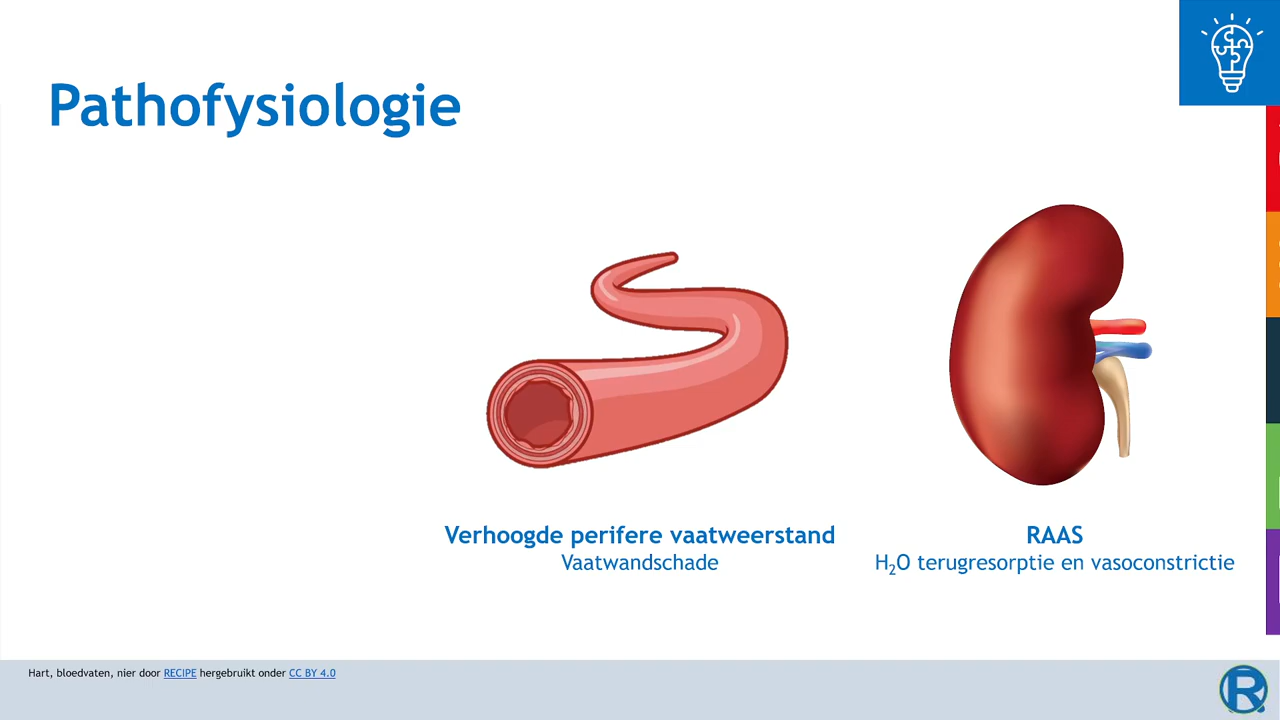 Pathofysiologie
Verhoogde perifere vaatweerstand
Vaatwandschade
RAAS
H₂O terugresorptie en vasoconstrictie
Hart, bloedvaten, nier door RECIPE hergebruikt onder CC BY 4.0
R